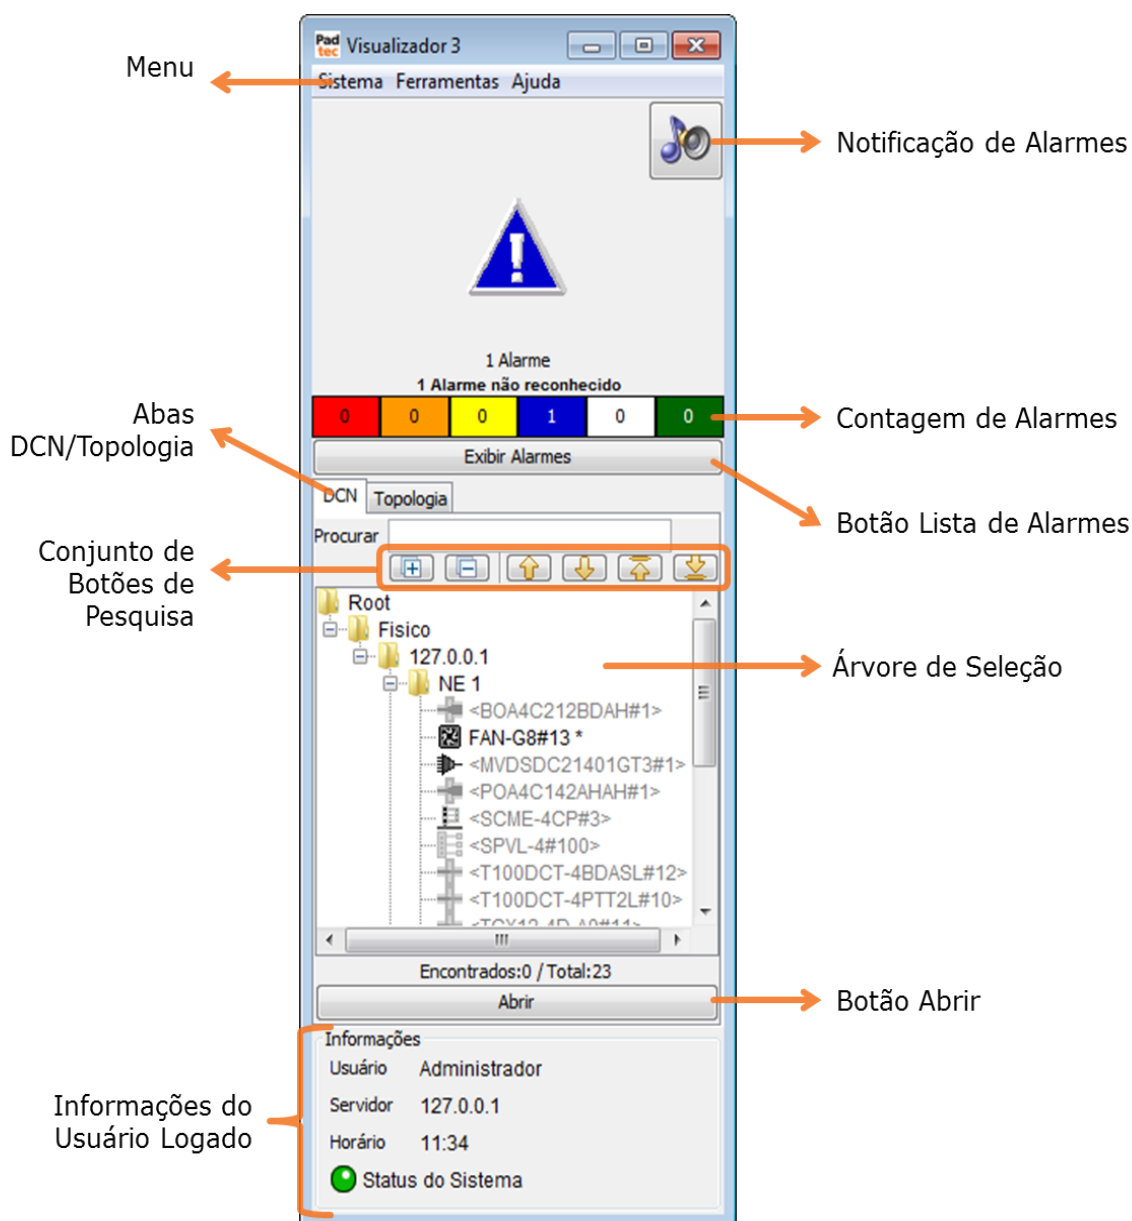 Pad
tec
Visualizador 3
Menu
Sistema Ferramentas Ajuda
Notificação de Alarmes
1 Alarme
1 Alarme não reconhecido
0 0 0 1 0 0
Contagem de Alarmes
Abas
DCN/Topologia
Exibir Alarmes
Botão Lista de Alarmes
DCN Topologia
Procurar
Conjunto de
Botões de
Pesquisa
Root
Fisico
127.0.0.1
Árvore de Seleção
NE 1
<BOA4C212BDAH#1>
FAN-G8#13 *
<MVDSDC21401GT3#1>
<POA4C142AHAH#1>
<SCME-4CP#3>
<SPVL-4#100>
<T100DCT-4BDASL#12>
<T100DCT-4PTT2L#10>
Encontrados:0 / Total:23
Abrir
Botão Abrir
Informações
Usuário Administrador
Servidor 127.0.0.1
Horário 11:34
Status do Sistema
Informações do
Usuário Logado